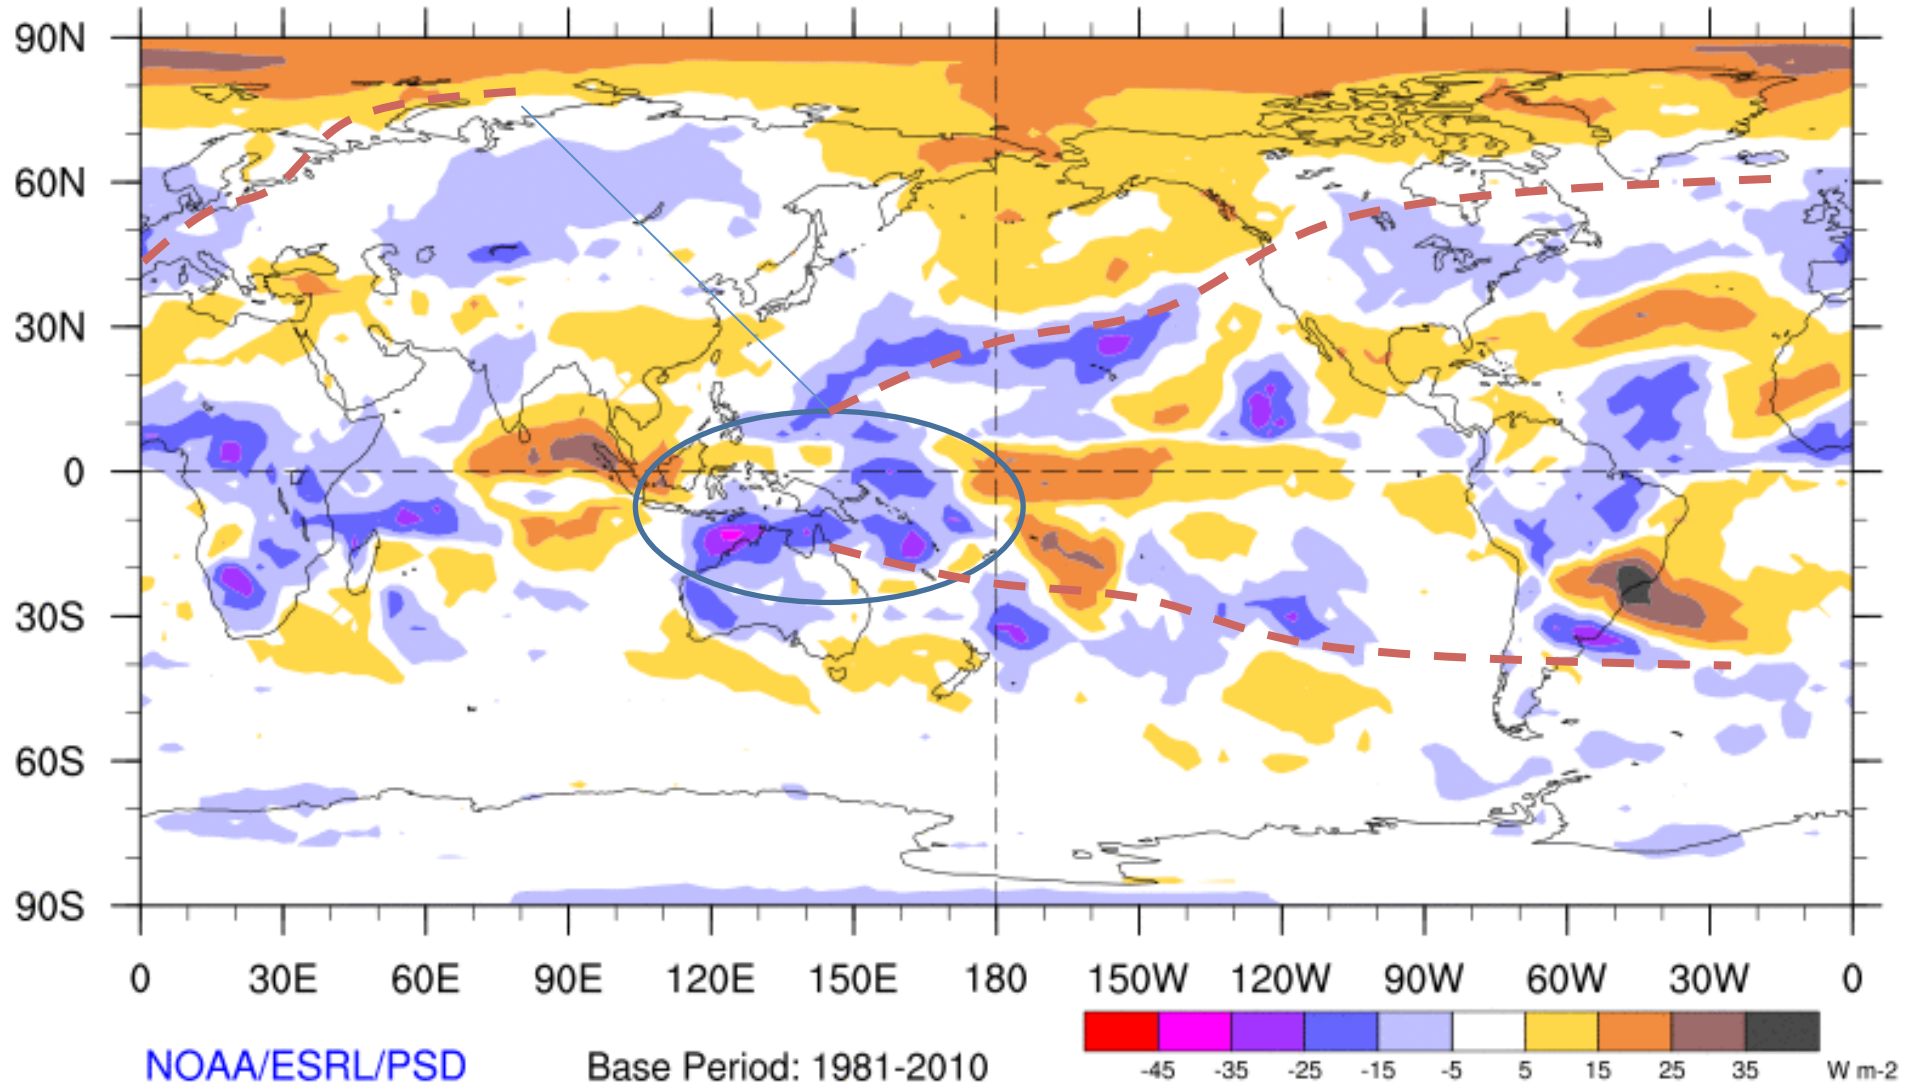 90N
60N
30N
0
30S
60S
90S
0 30E 60E 90E 120E 150E 180 150W 120W 90W 60W 30W 0
NOAA/ESRL/PSD Base Period: 1981-2010
-45 -35 -25 -15 -5 5 15 25 35 W m-2